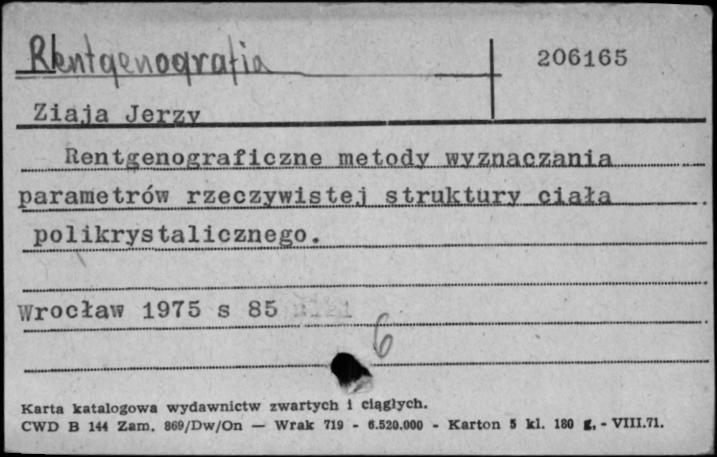 Rentgenografia
206165
Ziaja Jerzy
Rentgenograficzne metody wyznaczania
parametrów rzeczywistej struktury ciała
polikrystalicznego.
Wrocław 1975 s 85
6
Karta katalogowa wydawnictw zwartych i ciągłych.
CWD B 144 Zam. 869/Dw/On — Wrak 719 - 6.520.000 - Karton 5 kl. 180 g. - VIII.71.